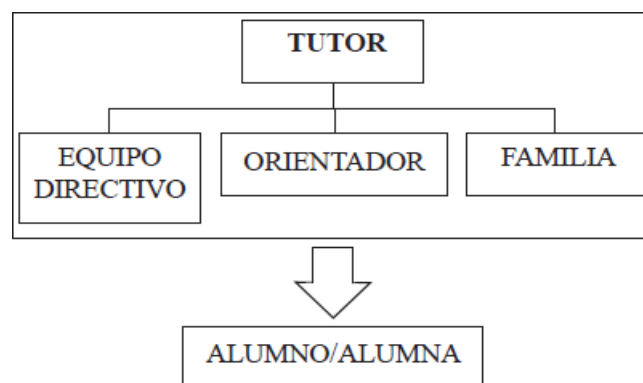 TUTOR
EQUIPO
DIRECTIVO
ORIENTADOR
FAMILIA
ALUMNO/ALUMNA